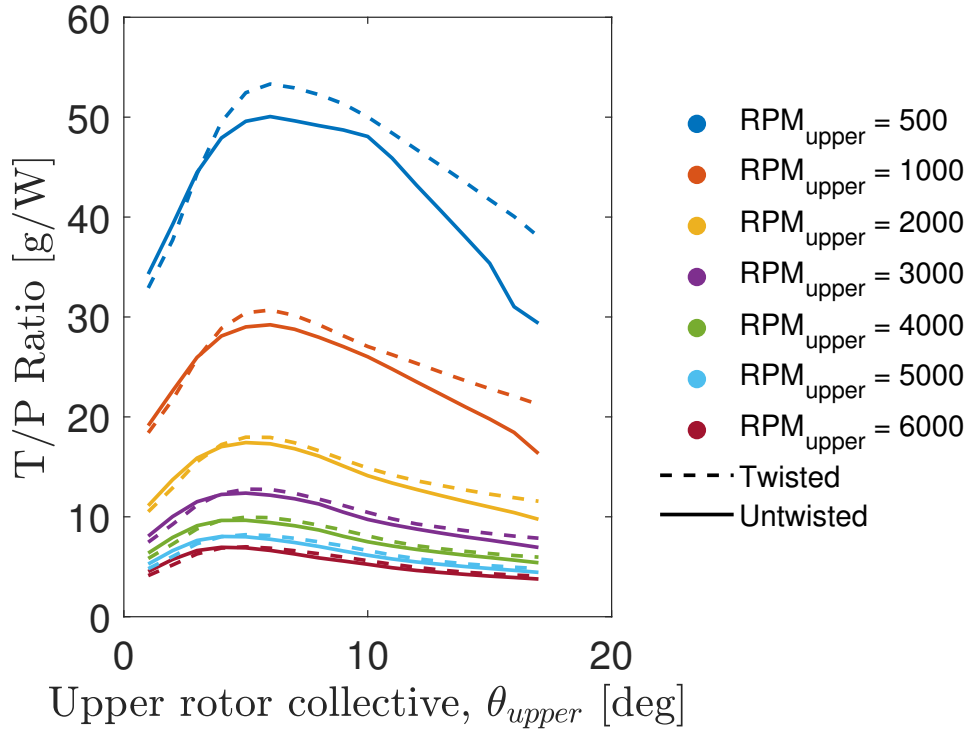 60
50
40
30
20
10
0
0
10
20
T/P Ratio [g/W]
Upper rotor collective, θupper [deg]
RPMupper = 500
RPMupper = 1000
RPMupper = 2000
RPMupper = 3000
RPMupper = 4000
RPMupper = 5000
RPMupper = 6000
Twisted
Untwisted